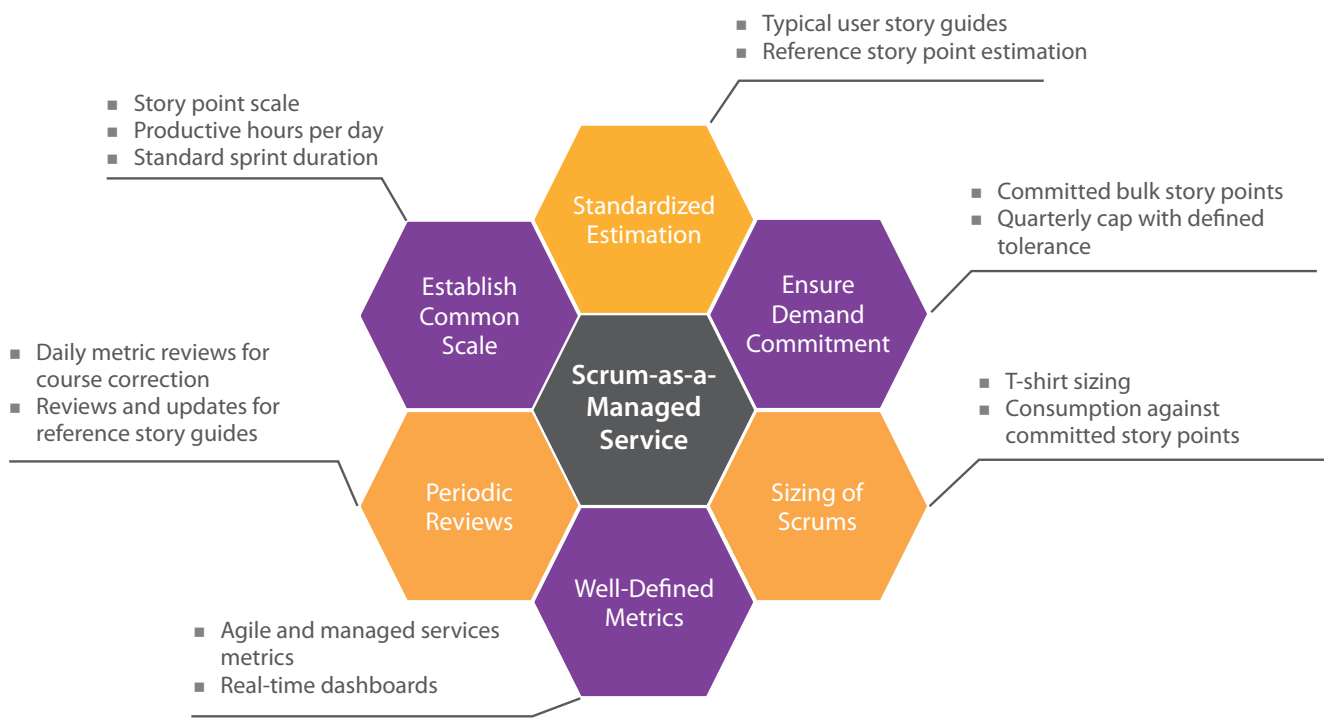 ■ Typical user story guides
■ Reference story point estimation
■ Story point scale
■ Productive hours per day
■ Standard sprint duration
Standardized
Estimation
■ Committed bulk story points
■ Quarterly cap with defined
tolerance
Establish
Common
Scale
Ensure
Demand
Commitment
■ Daily metric reviews for
course correction
■ Reviews and updates for
reference story guides
Scrum-as-a-
Managed
Service
■ T-shirt sizing
■ Consumption against
committed story points
Periodic
Reviews
Sizing of
Scrums
Well-Defined
Metrics
■ Agile and managed services
metrics
■ Real-time dashboards